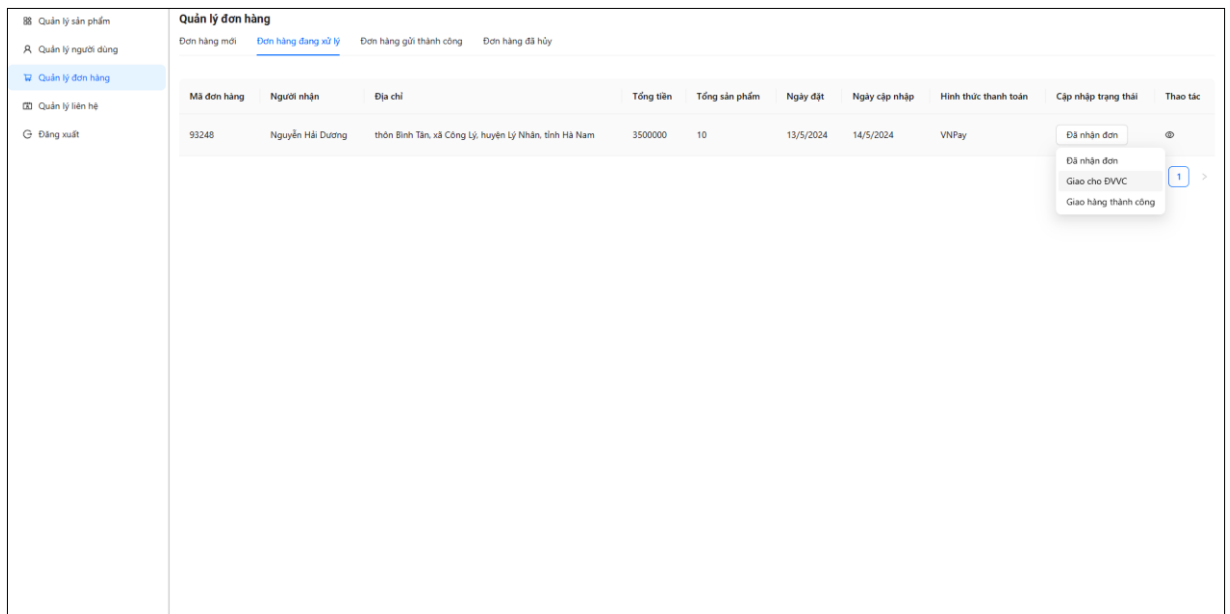 Quản lý sản phẩm
Quản lý người dùng
Quản lý đơn hàng
Quản lý liên hệ
Đăng xuất
Quản lý đơn hàng
Đơn hàng mới Đơn hàng đang xử lý Đơn hàng gửi thành công Đơn hàng đã hủy
Mã đơn hàng Người nhận Địa chỉ Tổng tiền Tổng sản phẩm Ngày đặt Ngày cập nhập Hình thức thanh toán Cập nhập trạng thái Thao tác
93248 Nguyễn Hải Dương thôn Bình Tân, xã Công Lý, huyện Lý Nhân, tỉnh Hà Nam 3500000 10 13/5/2024 14/5/2024 VNPay Đã nhận đơn
Đã nhận đơn
Giao cho ĐVVC
Giao hàng thành công
1